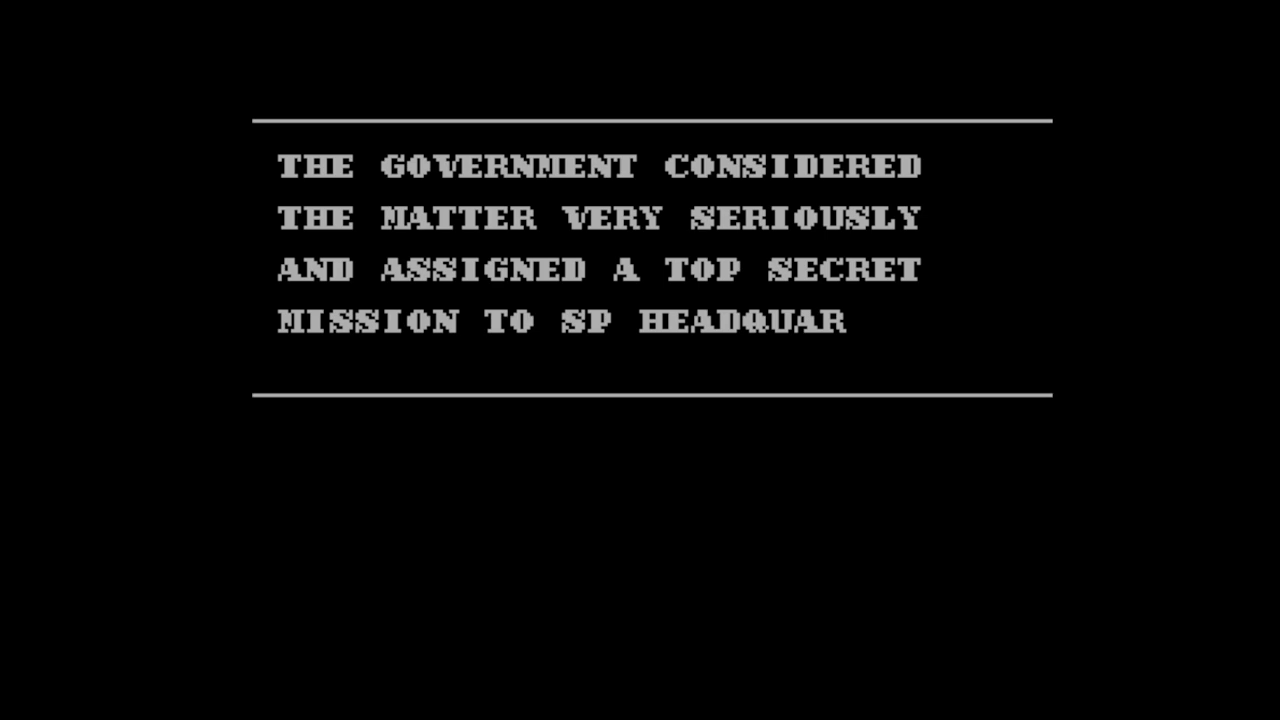 THE GOVERNMENT CONSIDERED
THE MATTER VERY SERIOUSLY
AND ASSIGNED A TOP SECRET
MISSION TO SP HEADQUAR